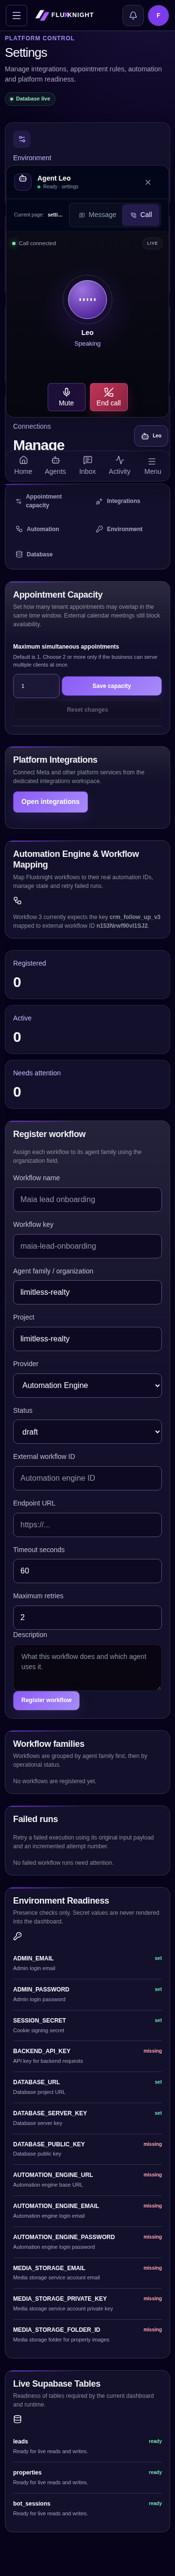 FLUXKNIGHT
F
PLATFORM CONTROL
Settings
Manage integrations, appointment rules, automation
and platform readiness.
Database live
Environment
Agent Leo
Ready · settings
Current page: setti...
Message
Call
Call connected
LIVE
Leo
Speaking
Mute
End call
Connections
Leo
Manage
Home
Agents
Inbox
Activity
Menu
Appointment
capacity
Integrations
Automation
Environment
Database
Appointment Capacity
Set how many tenant appointments may overlap in the
same time window. External calendar meetings still block
availability.
Maximum simultaneous appointments
Default is 1. Choose 2 or more only if the business can serve
multiple clients at once.
1
Save capacity
Reset changes
Platform Integrations
Connect Meta and other platform services from the
dedicated integrations workspace.
Open integrations
Automation Engine & Workflow
Mapping
Map Fluxknight workflows to their real automation IDs,
manage state and retry failed runs.
Workflow 3 currently expects the key crm_follow_up_v3
mapped to external workflow ID n153Nrwf90vl1SJ2.
Registered
0
Active
0
Needs attention
0
Register workflow
Assign each workflow to its agent family using the
organization field.
Workflow name
Maia lead onboarding
Workflow key
maia-lead-onboarding
Agent family / organization
limitless-realty
Project
limitless-realty
Provider
Automation Engine
Status
draft
External workflow ID
Automation engine ID
Endpoint URL
https://...
Timeout seconds
60
Maximum retries
2
Description
What this workflow does and which agent
uses it.
Register workflow
Workflow families
Workflows are grouped by agent family first, then by
operational status.
No workflows are registered yet.
Failed runs
Retry a failed execution using its original input payload
and an incremented attempt number.
No failed workflow runs need attention.
Environment Readiness
Presence checks only. Secret values are never rendered
into the dashboard.
ADMIN_EMAIL set
Admin login email
ADMIN_PASSWORD set
Admin login password
SESSION_SECRET set
Cookie signing secret
BACKEND_API_KEY missing
API key for backend requests
DATABASE_URL set
Database project URL
DATABASE_SERVER_KEY set
Database server key
DATABASE_PUBLIC_KEY missing
Database public key
AUTOMATION_ENGINE_URL missing
Automation engine base URL
AUTOMATION_ENGINE_EMAIL missing
Automation engine login email
AUTOMATION_ENGINE_PASSWORD missing
Automation engine login password
MEDIA_STORAGE_EMAIL missing
Media storage service account email
MEDIA_STORAGE_PRIVATE_KEY missing
Media storage service account private key
MEDIA_STORAGE_FOLDER_ID missing
Media storage folder for property images
Live Supabase Tables
Readiness of tables required by the current dashboard
and runtime.
leads ready
Ready for live reads and writes.
properties ready
Ready for live reads and writes.
bot_sessions ready
Ready for live reads and writes.